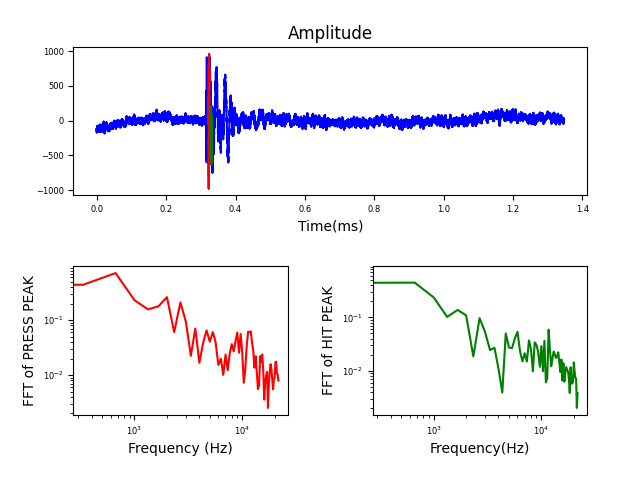 Amplitude
1000
500
0
−500
−1000
0.0 0.2 0.4 0.6 0.8 1.0 1.2 1.4
Time(ms)
FFT of PRESS PEAK
10⁻¹
10⁻²
10³ 10⁴
Frequency (Hz)
FFT of HIT PEAK
10⁻¹
10⁻²
10³ 10⁴
Frequency(Hz)